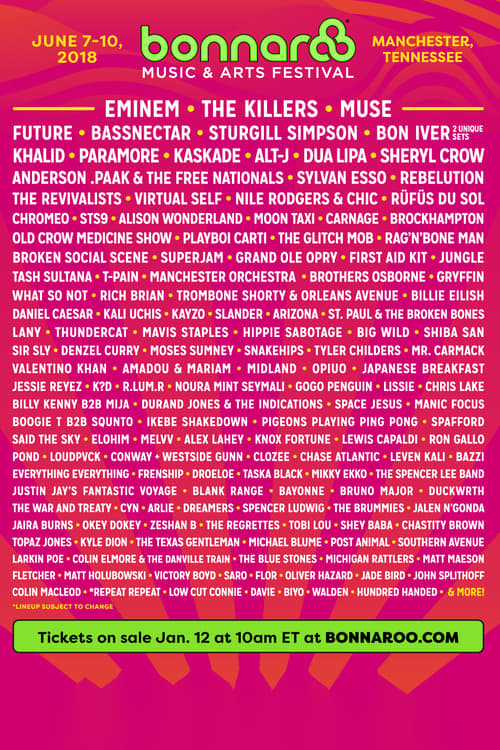 JUNE 7-10,
2018
bonnaroo
MUSIC & ARTS FESTIVAL
MANCHESTER,
TENNESSEE
EMINEM • THE KILLERS • MUSE
FUTURE • BASSNECTAR • STURGILL SIMPSON • BON IVER 2 UNIQUE SETS
KHALID • PARAMORE • KASKADE • ALT-J • DUA LIPA • SHERYL CROW
ANDERSON .PAAK & THE FREE NATIONALS • SYLVAN ESSO • REBELUTION
THE REVIVALISTS • VIRTUAL SELF • NILE RODGERS & CHIC • RÜFÜS DU SOL
CHROMEO • STS9 • ALISON WONDERLAND • MOON TAXI • CARNAGE • BROCKHAMPTON
OLD CROW MEDICINE SHOW • PLAYBOI CARTI • THE GLITCH MOB • RAG'N'BONE MAN
BROKEN SOCIAL SCENE • SUPERJAM • GRAND OLE OPRY • FIRST AID KIT • JUNGLE
TASH SULTANA • T-PAIN • MANCHESTER ORCHESTRA • BROTHERS OSBORNE • GRYFFIN
WHAT SO NOT • RICH BRIAN • TROMBONE SHORTY & ORLEANS AVENUE • BILLIE EILISH
DANIEL CAESAR • KALI UCHIS • KAYZO • SLANDER • ARIZONA • ST. PAUL & THE BROKEN BONES
LANY • THUNDERCAT • MAVIS STAPLES • HIPPIE SABOTAGE • BIG WILD • SHIBA SAN
SIR SLY • DENZEL CURRY • MOSES SUMNEY • SNAKEHIPS • TYLER CHILDERS • MR. CARMACK
VALENTINO KHAN • AMADOU & MARIAM • MIDLAND • OPIUO • JAPANESE BREAKFAST
JESSIE REYEZ • K?D • R.LUM.R • NOURA MINT SEYMALI • GOGO PENGUIN • LISSIE • CHRIS LAKE
BILLY KENNY B2B MIJA • DURAND JONES & THE INDICATIONS • SPACE JESUS • MANIC FOCUS
BOOGIE T B2B SQUNTO • IKEBE SHAKEDOWN • PIGEONS PLAYING PING PONG • SPAFFORD
SAID THE SKY • ELOHIM • MELVV • ALEX LAHEY • KNOX FORTUNE • LEWIS CAPALDI • RON GALLO
POND • LOUDPVCK • CONWAY + WESTSIDE GUNN • CLOZEE • CHASE ATLANTIC • LEVEN KALI • BAZZI
EVERYTHING EVERYTHING • FRENSHIP • DROELOE • TASKA BLACK • MIKKY EKKO • THE SPENCER LEE BAND
JUSTIN JAY'S FANTASTIC VOYAGE • BLANK RANGE • BAYONNE • BRUNO MAJOR • DUCKWRTH
THE WAR AND TREATY • CYN • ARLIE • DREAMERS • SPENCER LUDWIG • THE BRUMMIES • JALEN N'GONDA
JAIRA BURNS • OKEY DOKEY • ZESHAN B • THE REGRETTES • TOBI LOU • SHEY BABA • CHASTITY BROWN
TOPAZ JONES • KYLE DION • THE TEXAS GENTLEMAN • MICHAEL BLUME • POST ANIMAL • SOUTHERN AVENUE
LARKIN POE • COLIN ELMORE & THE DANVILLE TRAIN • THE BLUE STONES • MICHIGAN RATTLERS • MATT MAESON
FLETCHER • MATT HOLUBOWSKI • VICTORY BOYD • SARO • FLOR • OLIVER HAZARD • JADE BIRD • JOHN SPLITHOFF
COLIN MACLEOD • *REPEAT REPEAT • LOW CUT CONNIE • DAVIE • BIYO • WALDEN • HUNDRED HANDED • & MORE!
*LINEUP SUBJECT TO CHANGE
Tickets on sale Jan. 12 at 10am ET at BONNAROO.COM